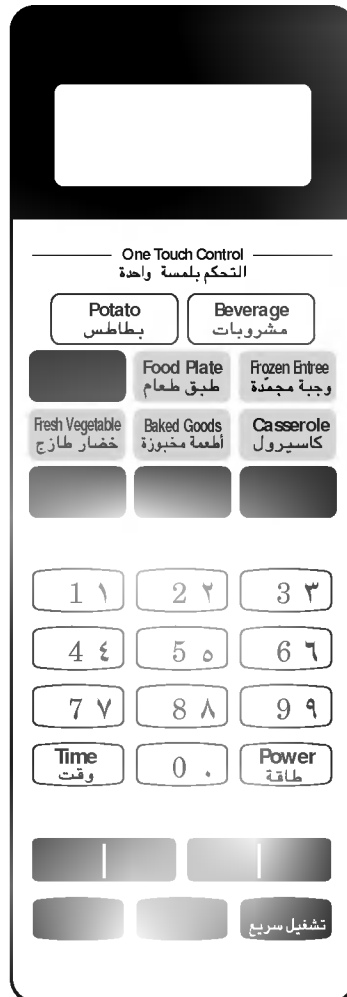 One Touch Control
التحكم بلمسة واحدة
Potato Beverage
بطاطس مشروبات
Food Plate Frozen Entree
طبق طعام وجبة مجمّدة
Fresh Vegetable Baked Goods Casserole
خضار طازج أطعمة مخبوزة كاسيرول
1 ١ 2 ٢ 3 ٣
4 ٤ 5 ٥ 6 ٦
7 ٧ 8 ٨ 9 ٩
Time 0 ٠ Power
وقت طاقة
تشغيل سريع